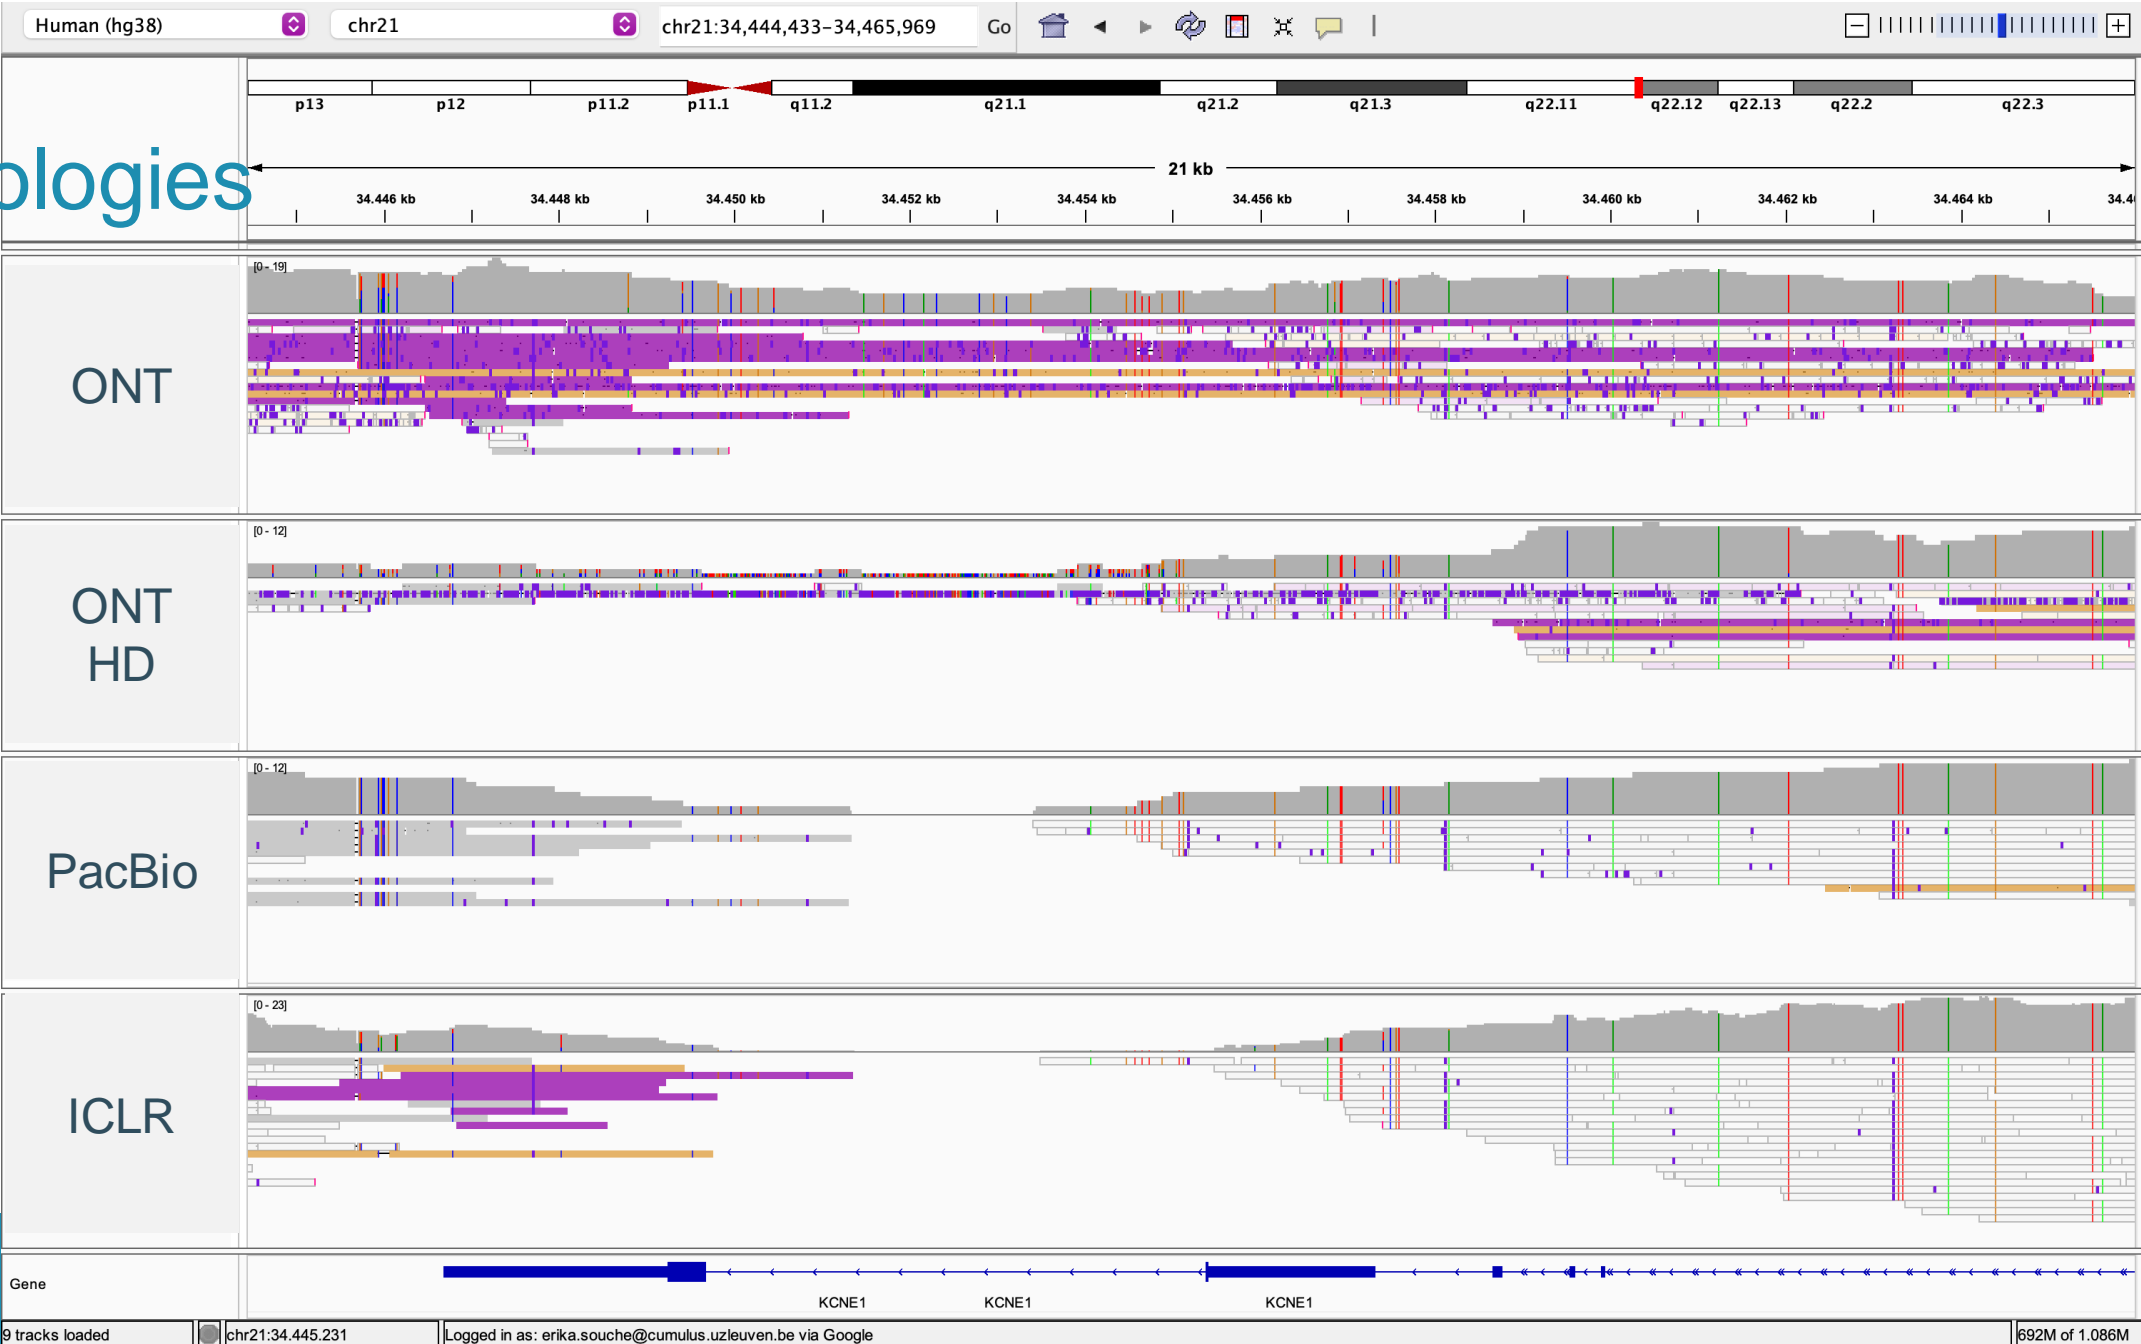 Human (hg38) chr21 chr21:34,444,433-34,465,969 Go
p13 p12 p11.2 p11.1 q11.2 q21.1 q21.2 q21.3 q22.11 q22.12 q22.13 q22.2 q22.3
ologies
21 kb
34.446 kb 34.448 kb 34.450 kb 34.452 kb 34.454 kb 34.456 kb 34.458 kb 34.460 kb 34.462 kb 34.464 kb 34.4
[0 - 19]
ONT
[0 - 12]
ONT
HD
[0 - 12]
PacBio
[0 - 23]
ICLR
Gene
KCNE1 KCNE1 KCNE1
9 tracks loaded chr21:34.445.231 Logged in as: erika.souche@cumulus.uzleuven.be via Google 692M of 1.086M